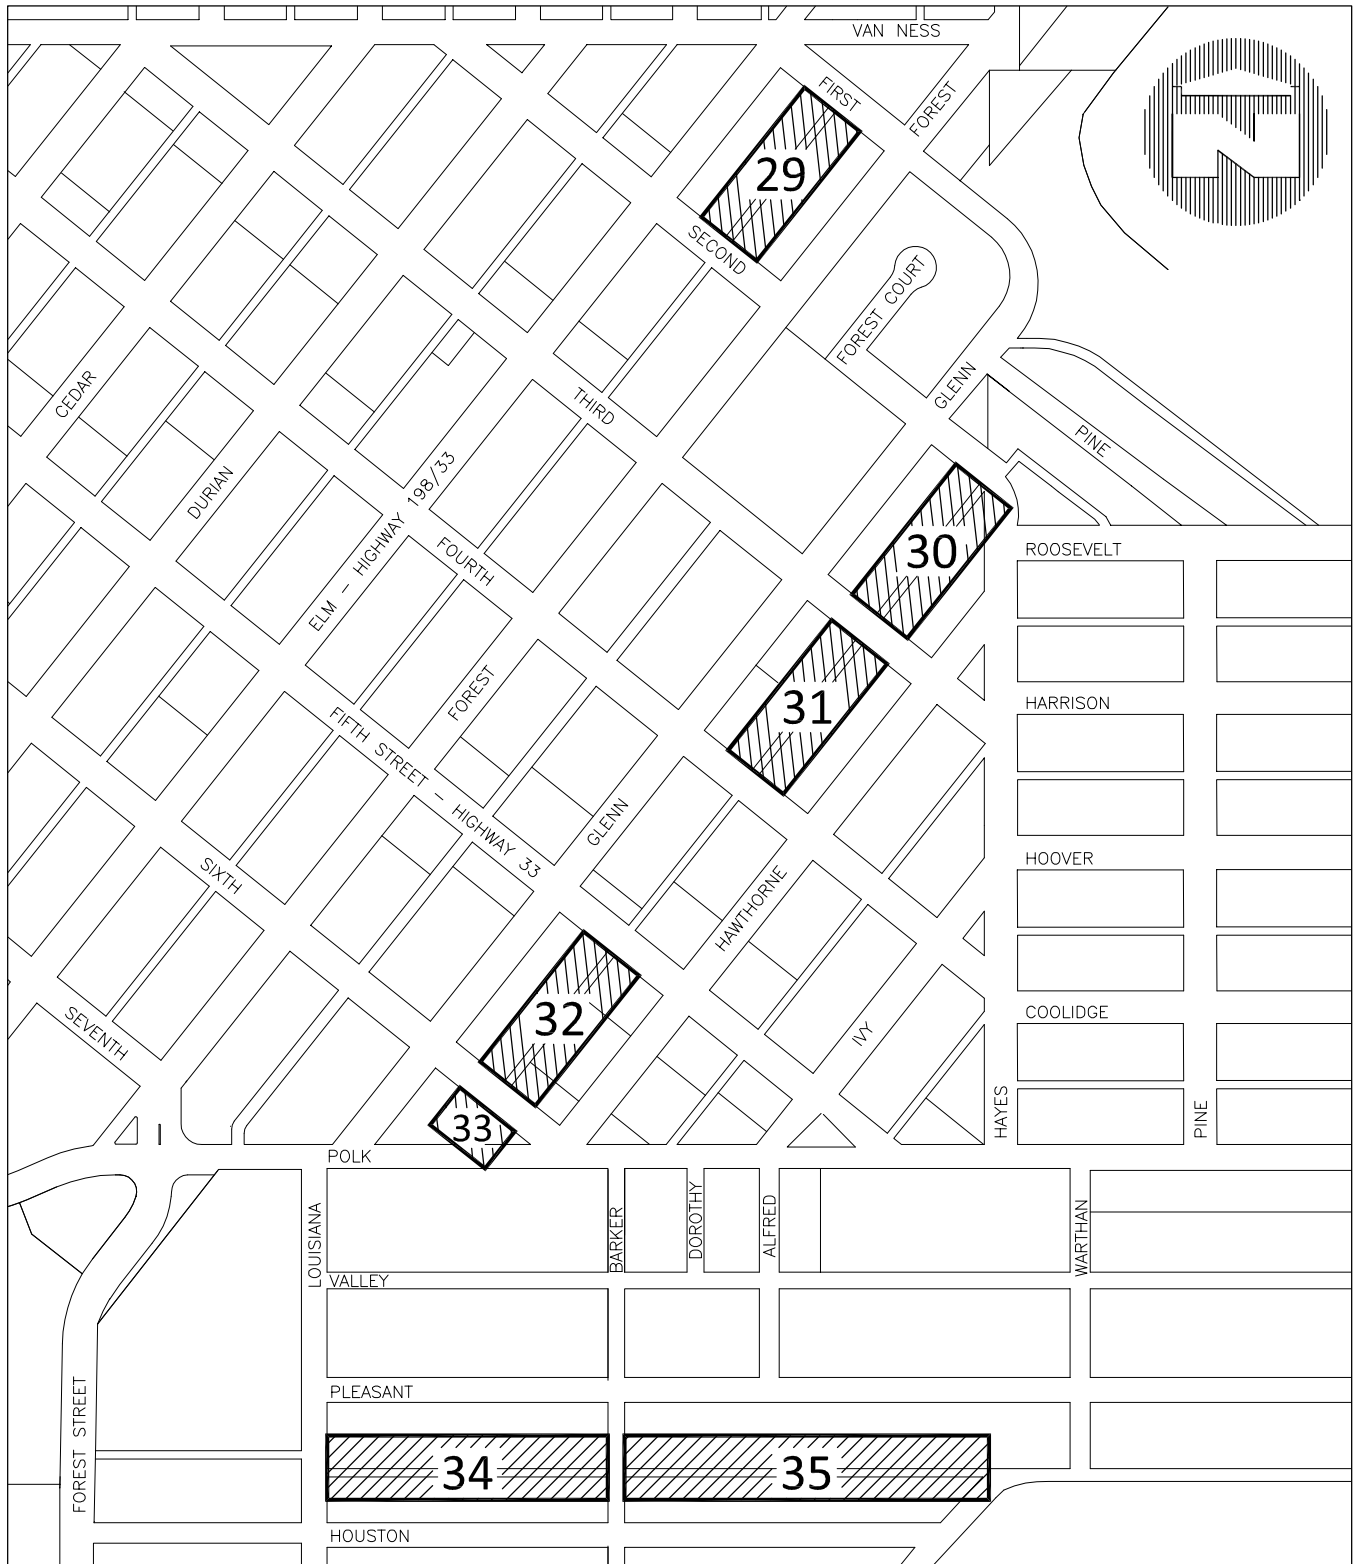 VAN NESS
FIRST
FOREST
29
SECOND
FOREST COURT
GLENN
CEDAR
THIRD
PINE
DURIAN
ELM - HIGHWAY 198/33
FOURTH
30
ROOSEVELT
FOREST
31
HARRISON
FIFTH STREET - HIGHWAY 33
GLENN
HOOVER
SIXTH
HAWTHORNE
32
COOLIDGE
SEVENTH
IVY
HAYES
PINE
33
POLK
LOUISIANA
BARKER
DOROTHY
ALFRED
WARTHAN
VALLEY
PLEASANT
FOREST STREET
34
35
HOUSTON
N